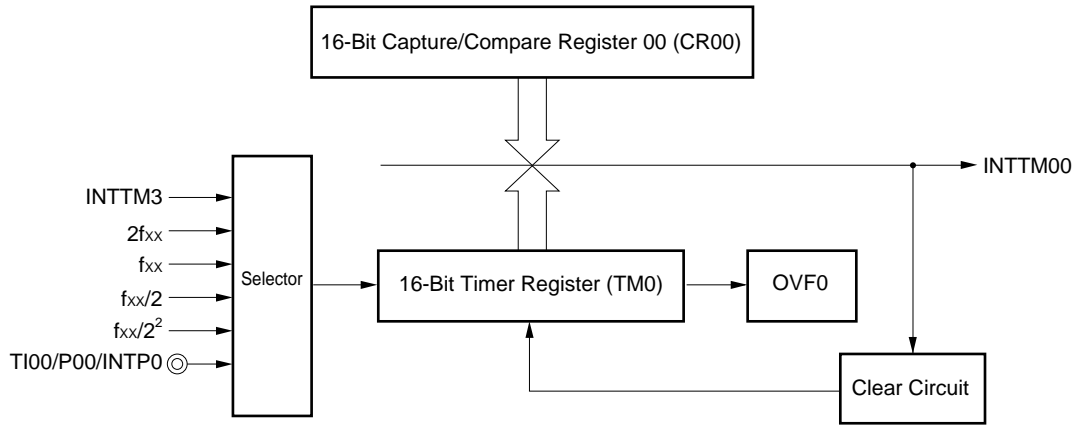 16-Bit Capture/Compare Register 00 (CR00)
INTTM00
INTTM3
2fxx
fxx
fxx/2
fxx/2²
TI00/P00/INTP0
Selector
16-Bit Timer Register (TM0)
OVF0
Clear Circuit